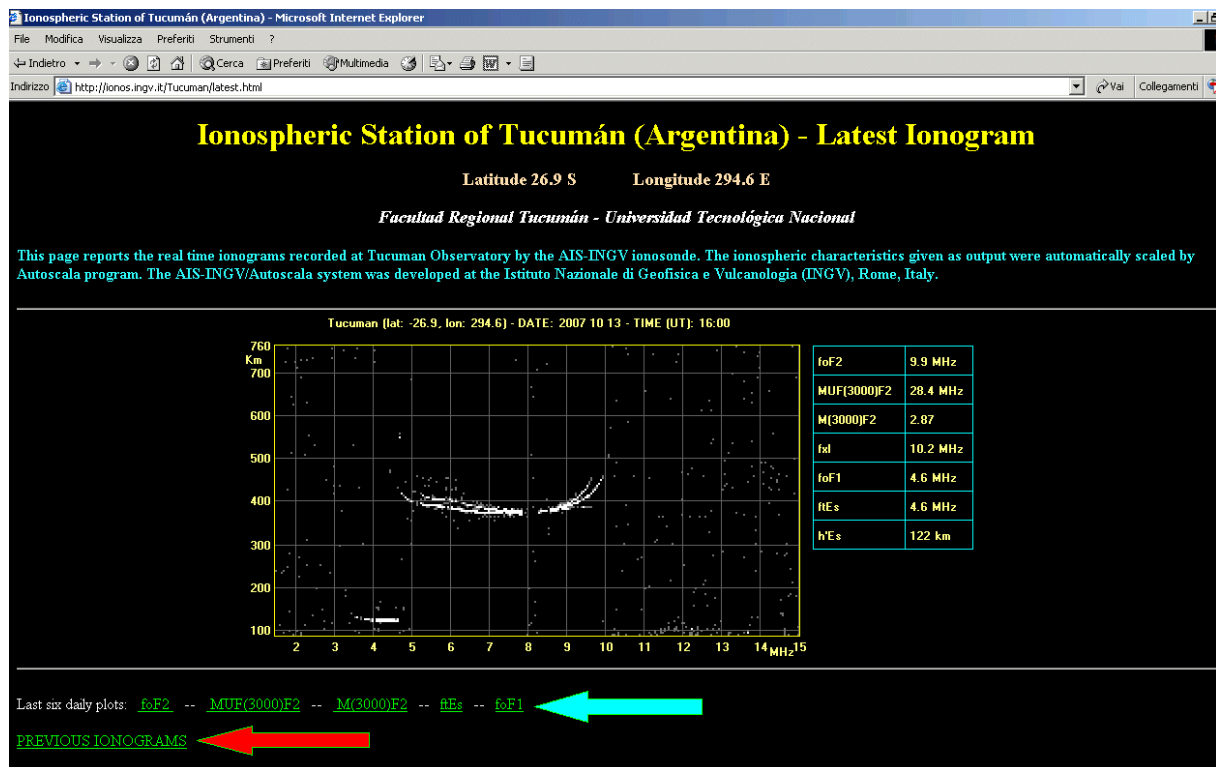 Ionospheric Station of Tucumán (Argentina) - Microsoft Internet Explorer
File Modifica Visualizza Preferiti Strumenti ?
Indietro Cerca Preferiti Multimedia
Indirizzo http://ionos.ingv.it/Tucuman/latest.html Vai Collegamenti
Ionospheric Station of Tucumán (Argentina) - Latest Ionogram
Latitude 26.9 S Longitude 294.6 E
Facultad Regional Tucumán - Universidad Tecnológica Nacional
This page reports the real time ionograms recorded at Tucuman Observatory by the AIS-INGV ionosonde. The ionospheric characteristics given as output were automatically scaled by
Autoscala program. The AIS-INGV/Autoscala system was developed at the Istituto Nazionale di Geofisica e Vulcanologia (INGV), Rome, Italy.
Tucuman (lat: -26.9, lon: 294.6) - DATE: 2007 10 13 - TIME (UT): 16:00
760
Km
700
600
500
400
300
200
100
2 3 4 5 6 7 8 9 10 11 12 13 14 MHz 15
foF2 9.9 MHz
MUF(3000)F2 28.4 MHz
M(3000)F2 2.87
fxI 10.2 MHz
foF1 4.6 MHz
ftEs 4.6 MHz
h'Es 122 km
Last six daily plots: foF2 -- MUF(3000)F2 -- M(3000)F2 -- ftEs -- foF1
PREVIOUS IONOGRAMS